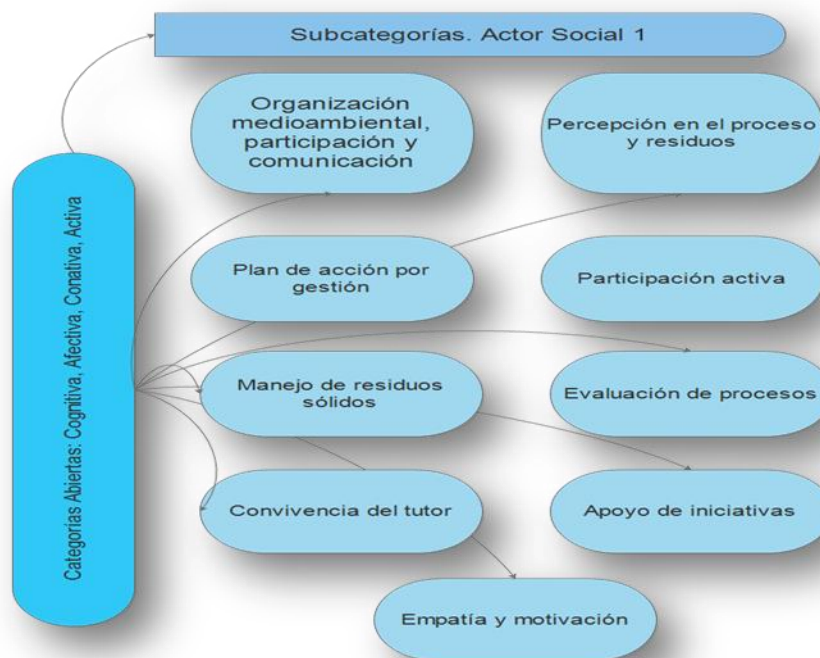 Subcategorías. Actor Social 1
Organización
medioambiental,
participación y
comunicación
Percepción en el proceso
y residuos
Categorías Abiertas: Cognitiva, Afectiva, Conativa, Activa
Plan de acción por
gestión
Participación activa
Manejo de residuos
sólidos
Evaluación de procesos
Convivencia del tutor
Apoyo de iniciativas
Empatía y motivación